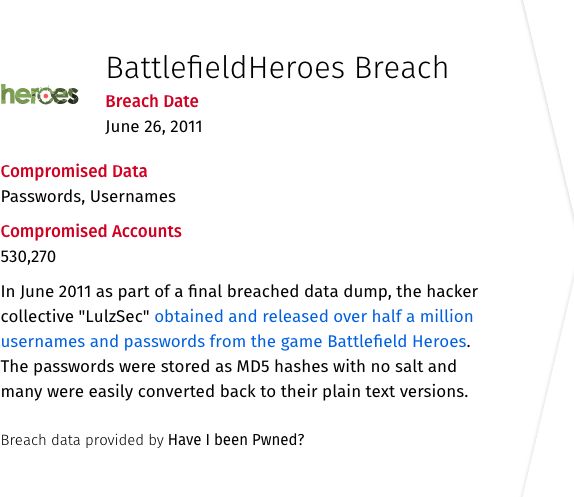 BattlefieldHeroes Breach
heroes
Breach Date
June 26, 2011
Compromised Data
Passwords, Usernames
Compromised Accounts
530,270
In June 2011 as part of a final breached data dump, the hacker
collective "LulzSec" obtained and released over half a million
usernames and passwords from the game Battlefield Heroes.
The passwords were stored as MD5 hashes with no salt and
many were easily converted back to their plain text versions.
Breach data provided by Have I been Pwned?